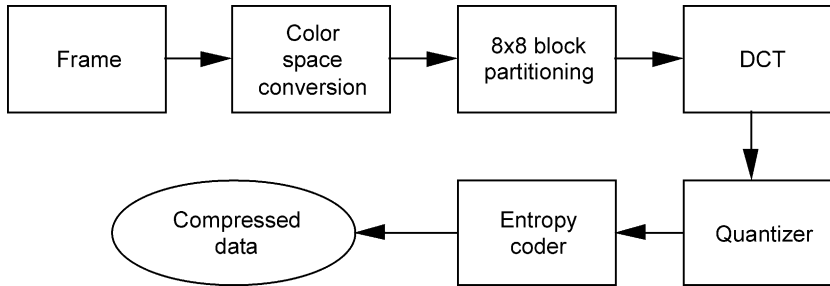 Frame
Color
space
conversion
8x8 block
partitioning
DCT
Quantizer
Entropy
coder
Compressed
data